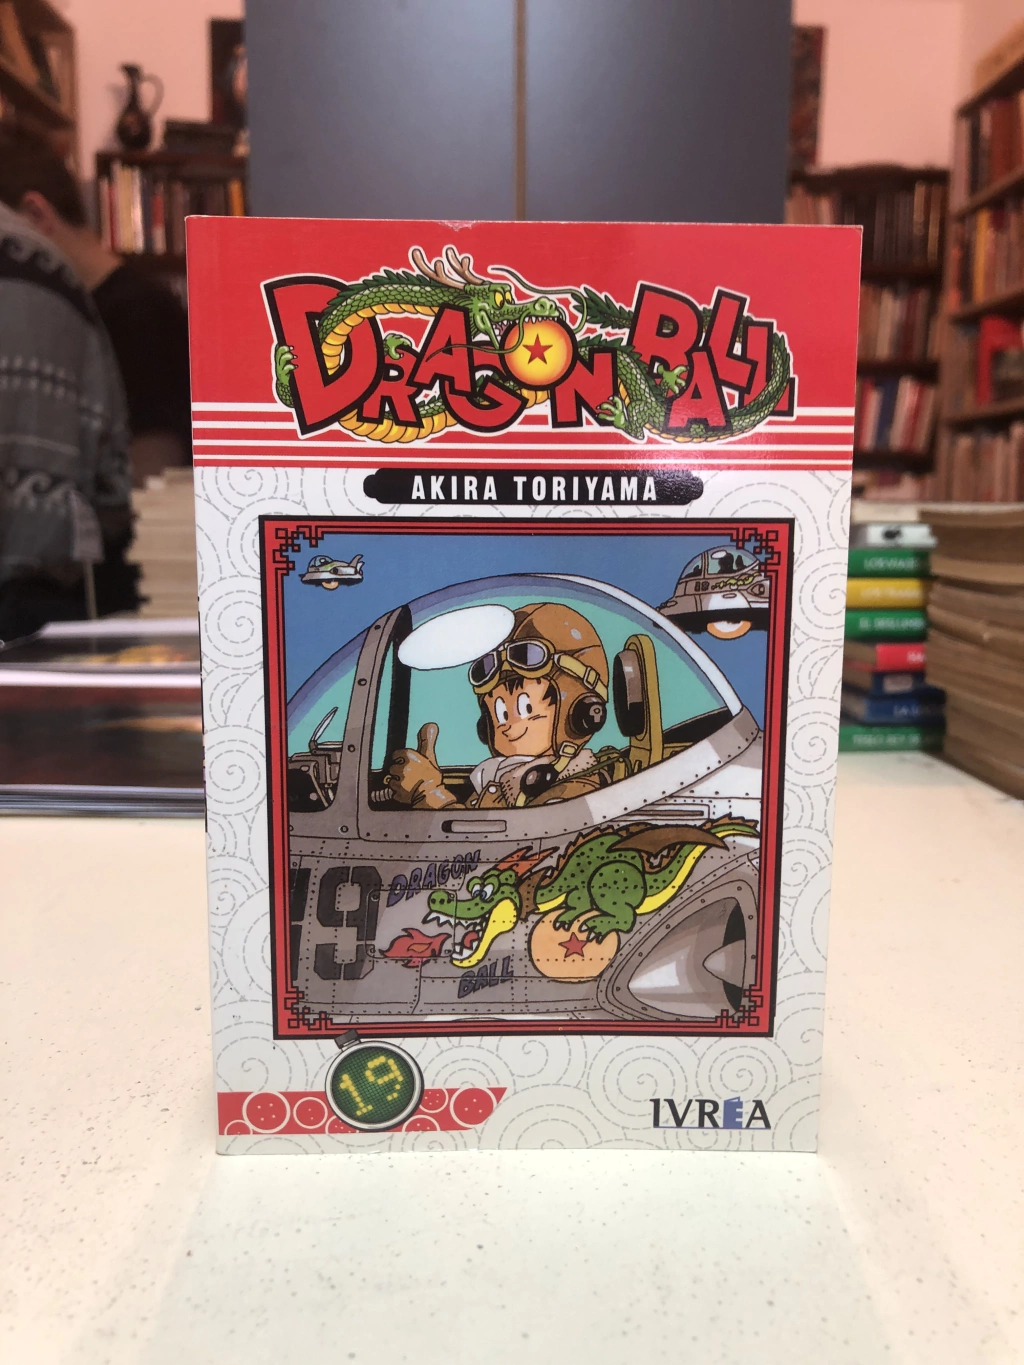 DRAGON BALL
AKIRA TORIYAMA
19
DRAGON
BALL
19
IVREA